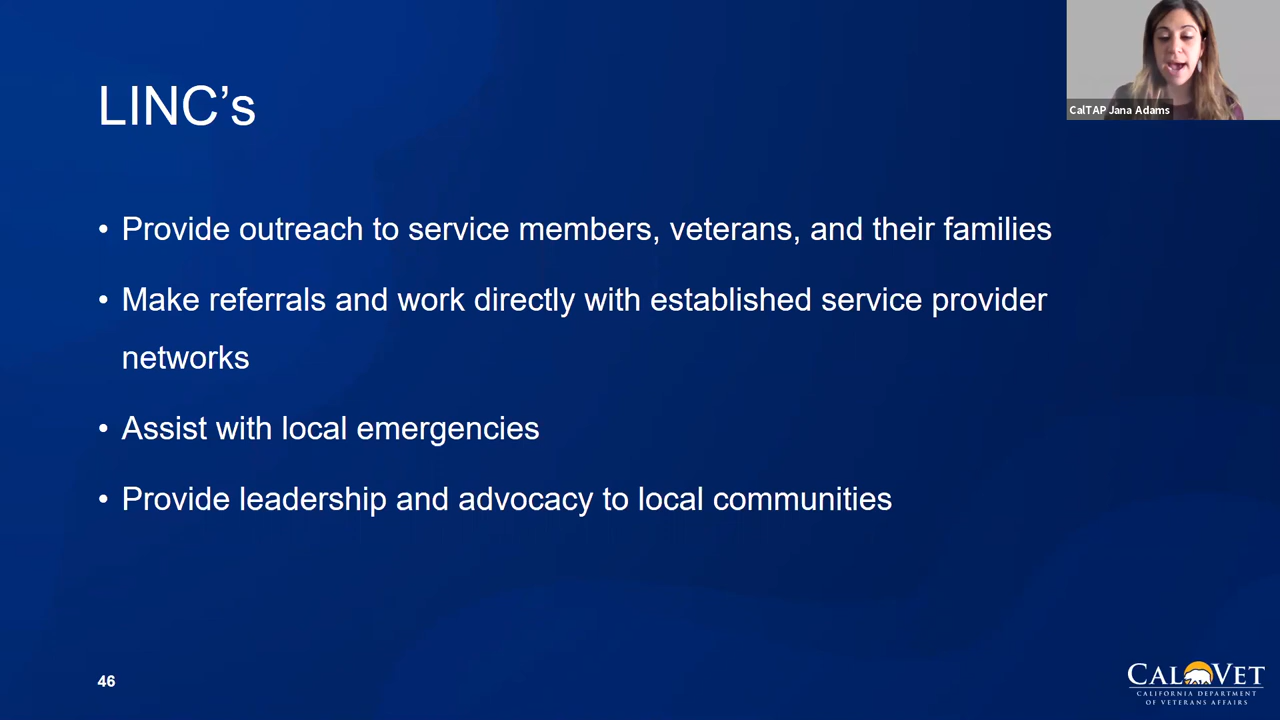 LINC's
CalTAP Jana Adams
• Provide outreach to service members, veterans, and their families
• Make referrals and work directly with established service provider
networks
• Assist with local emergencies
• Provide leadership and advocacy to local communities
46
CALVET
CALIFORNIA DEPARTMENT
OF VETERANS AFFAIRS